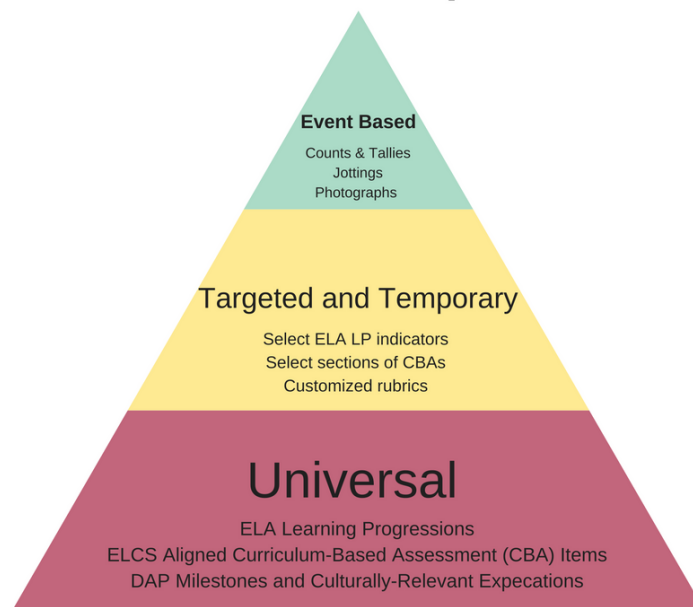 Event Based
Counts & Tallies
Jottings
Photographs
Targeted and Temporary
Select ELA LP indicators
Select sections of CBAs
Customized rubrics
Universal
ELA Learning Progressions
ELCS Aligned Curriculum-Based Assessment (CBA) Items
DAP Milestones and Culturally-Relevant Expecations